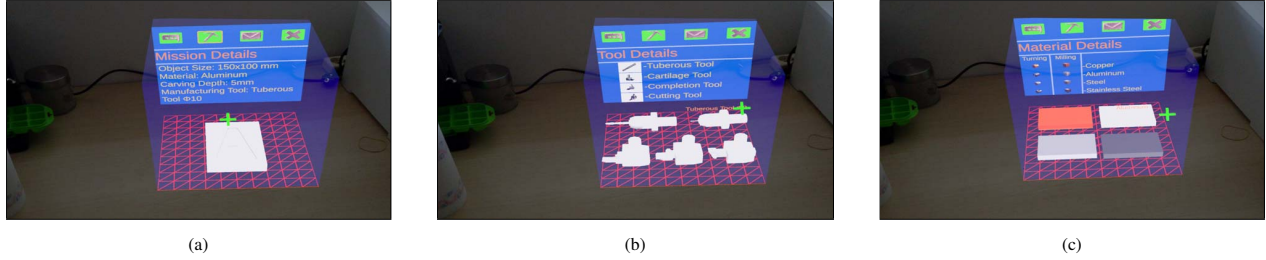 Mission Details
Object Size: 150x100 mm
Material: Aluminum
Carving Depth: 5mm
Manufacturing Tool: Tuberous
Tool Φ10
(a)
Tool Details
-Tuberous Tool
-Cartilage Tool
-Completion Tool
-Cutting Tool
Tuberous Tool
(b)
Material Details
Turning Milling
-Copper
-Aluminum
-Steel
-Stainless Steel
(c)